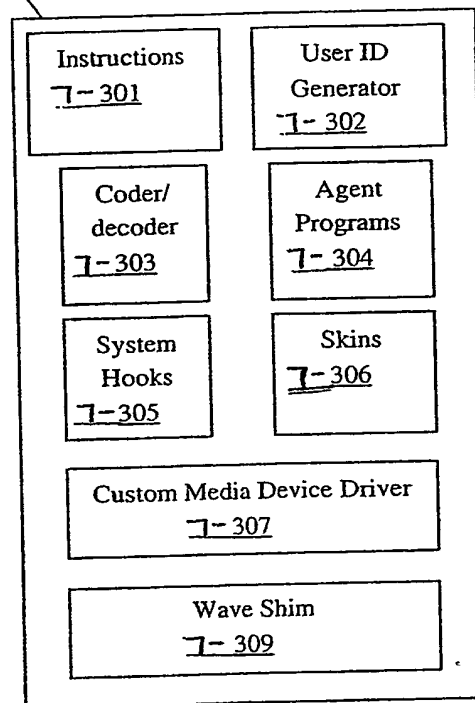 Instructions
7-301
User ID
Generator
7-302
Coder/
decoder
7-303
Agent
Programs
7-304
System
Hooks
7-305
Skins
7-306
Custom Media Device Driver
7-307
Wave Shim
7-309